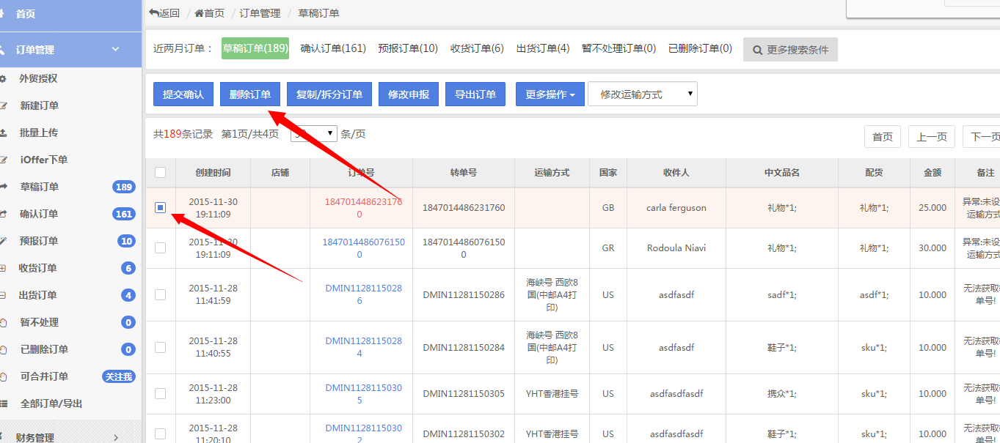 首页
订单管理
外贸授权
新建订单
批量上传
iOffer下单
草稿订单 189
确认订单 161
预报订单 10
收货订单 6
出货订单 4
暂不处理 0
已删除订单 0
可合并订单 关注我
全部订单/导出
财务管理
返回 / 首页 / 订单管理 / 草稿订单
近两月订单： 草稿订单(189) 确认订单(161) 预报订单(10) 收货订单(6) 出货订单(4) 暂不处理订单(0) 已删除订单(0) 更多搜索条件
提交确认 删除订单 复制/拆分订单 修改申报 导出订单 更多操作 修改运输方式
共189条记录 第1页/共4页 条/页 首页 上一页 下一页
创建时间 店铺 订单号 转单号 运输方式 国家 收件人 中文品名 配货 金额 备注
2015-11-30 184701448623176 异常:未设
19:11:09 0 1847014486231760 GB carla ferguson 礼物*1; 礼物*1; 25.000 运输方式
2015-11-30 1847014486076150 1847014486076150 异常:未设
19:11:09 0 0 GR Rodoula Niavi 礼物*1; 礼物*1; 30.000 运输方式
海峡号 西欧8
2015-11-28 DMIN1128115028 国(中邮A4打 无法获取
11:41:59 6 DMIN11281150286 印) US asdfasdf sadf*1; asdf*1; 10.000 单号!
海峡号 西欧8
2015-11-28 DMIN1128115028 国(中邮A4打 无法获取
11:40:55 4 DMIN11281150284 印) US asdfasdf 鞋子*1; sku*1; 10.000 单号!
2015-11-28 DMIN1128115030 无法获取
11:23:00 5 DMIN11281150305 YHT香港挂号 US asdfasfasdf 携众*1; sku*1; 10.000 单号!
2015-11-28 DMIN1128115030 无法获取
11:20:10 2 DMIN11281150302 YHT香港挂号 US asdfasfasdf 鞋子*1; sku*1; 10.000 单号!